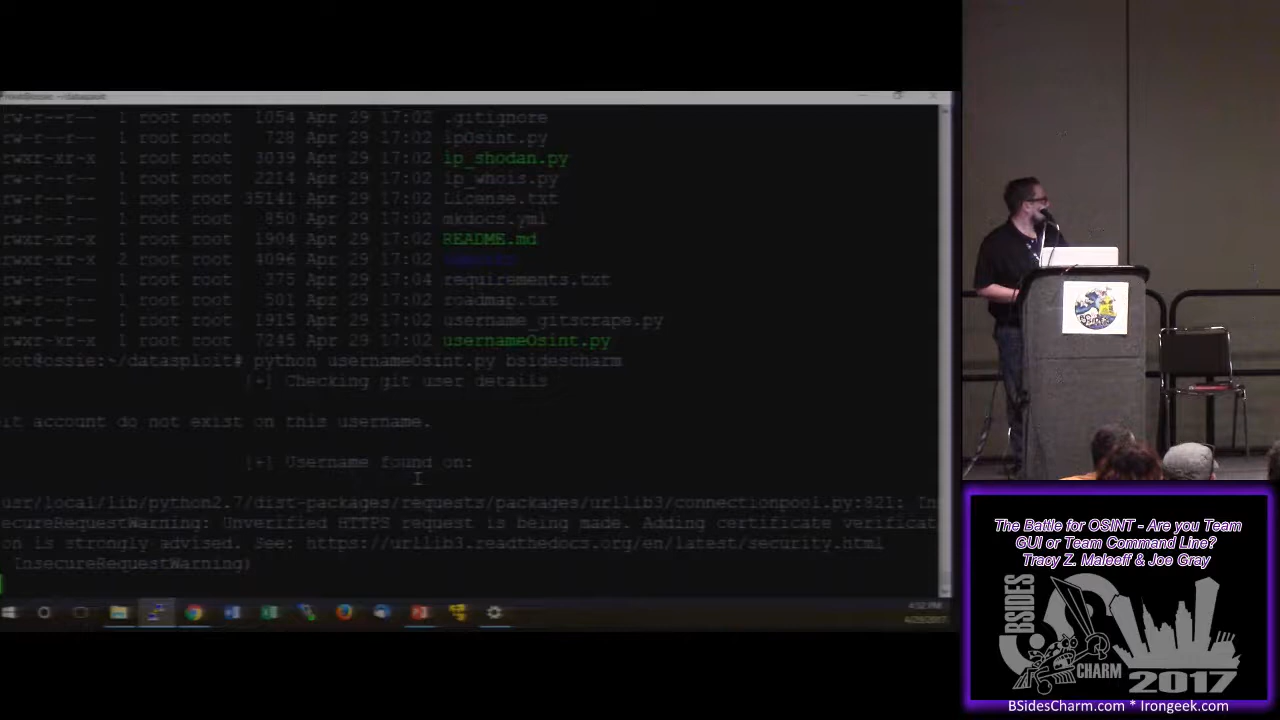 rw-r--r-- 1 root root 1054 Apr 29 17:02 .gitignore
rw-r--r-- 1 root root 728 Apr 29 17:02 ipOsint.py
rwxr-xr-x 1 root root 3039 Apr 29 17:02 ip_shodan.py
rw-r--r-- 1 root root 2214 Apr 29 17:02 ip_whois.py
rw-r--r-- 1 root root 35141 Apr 29 17:02 License.txt
rw-r--r-- 1 root root 850 Apr 29 17:02 mkdocs.yml
rwxr-xr-x 1 root root 1904 Apr 29 17:02 README.md
rwxr-xr-x 2 root root 4096 Apr 29 17:02
rw-r--r-- 1 root root 375 Apr 29 17:04 requirements.txt
rw-r--r-- 1 root root 501 Apr 29 17:02 roadmap.txt
rw-r--r-- 1 root root 1915 Apr 29 17:02 username_gitscrape.py
rwxr-xr-x 1 root root 7245 Apr 29 17:02 usernameOsint.py
oot@ossie:~/datasploit# python usernameOsint.py bsidescharm
[+] Checking git user details
it account do not exist on this username.
[+] Username found on:
usr/local/lib/python2.7/dist-packages/requests/packages/urllib3/connectionpool.py:821: Ins
ecureRequestWarning: Unverified HTTPS request is being made. Adding certificate verificat
on is strongly advised. See: https://urllib3.readthedocs.org/en/latest/security.html
InsecureRequestWarning)
4:52 PM
4/29/2017
The Battle for OSINT - Are you Team
GUI or Team Command Line?
Tracy Z. Maleeff & Joe Gray
BSIDES
CHARM
2017
BSidesCharm.com * Irongeek.com